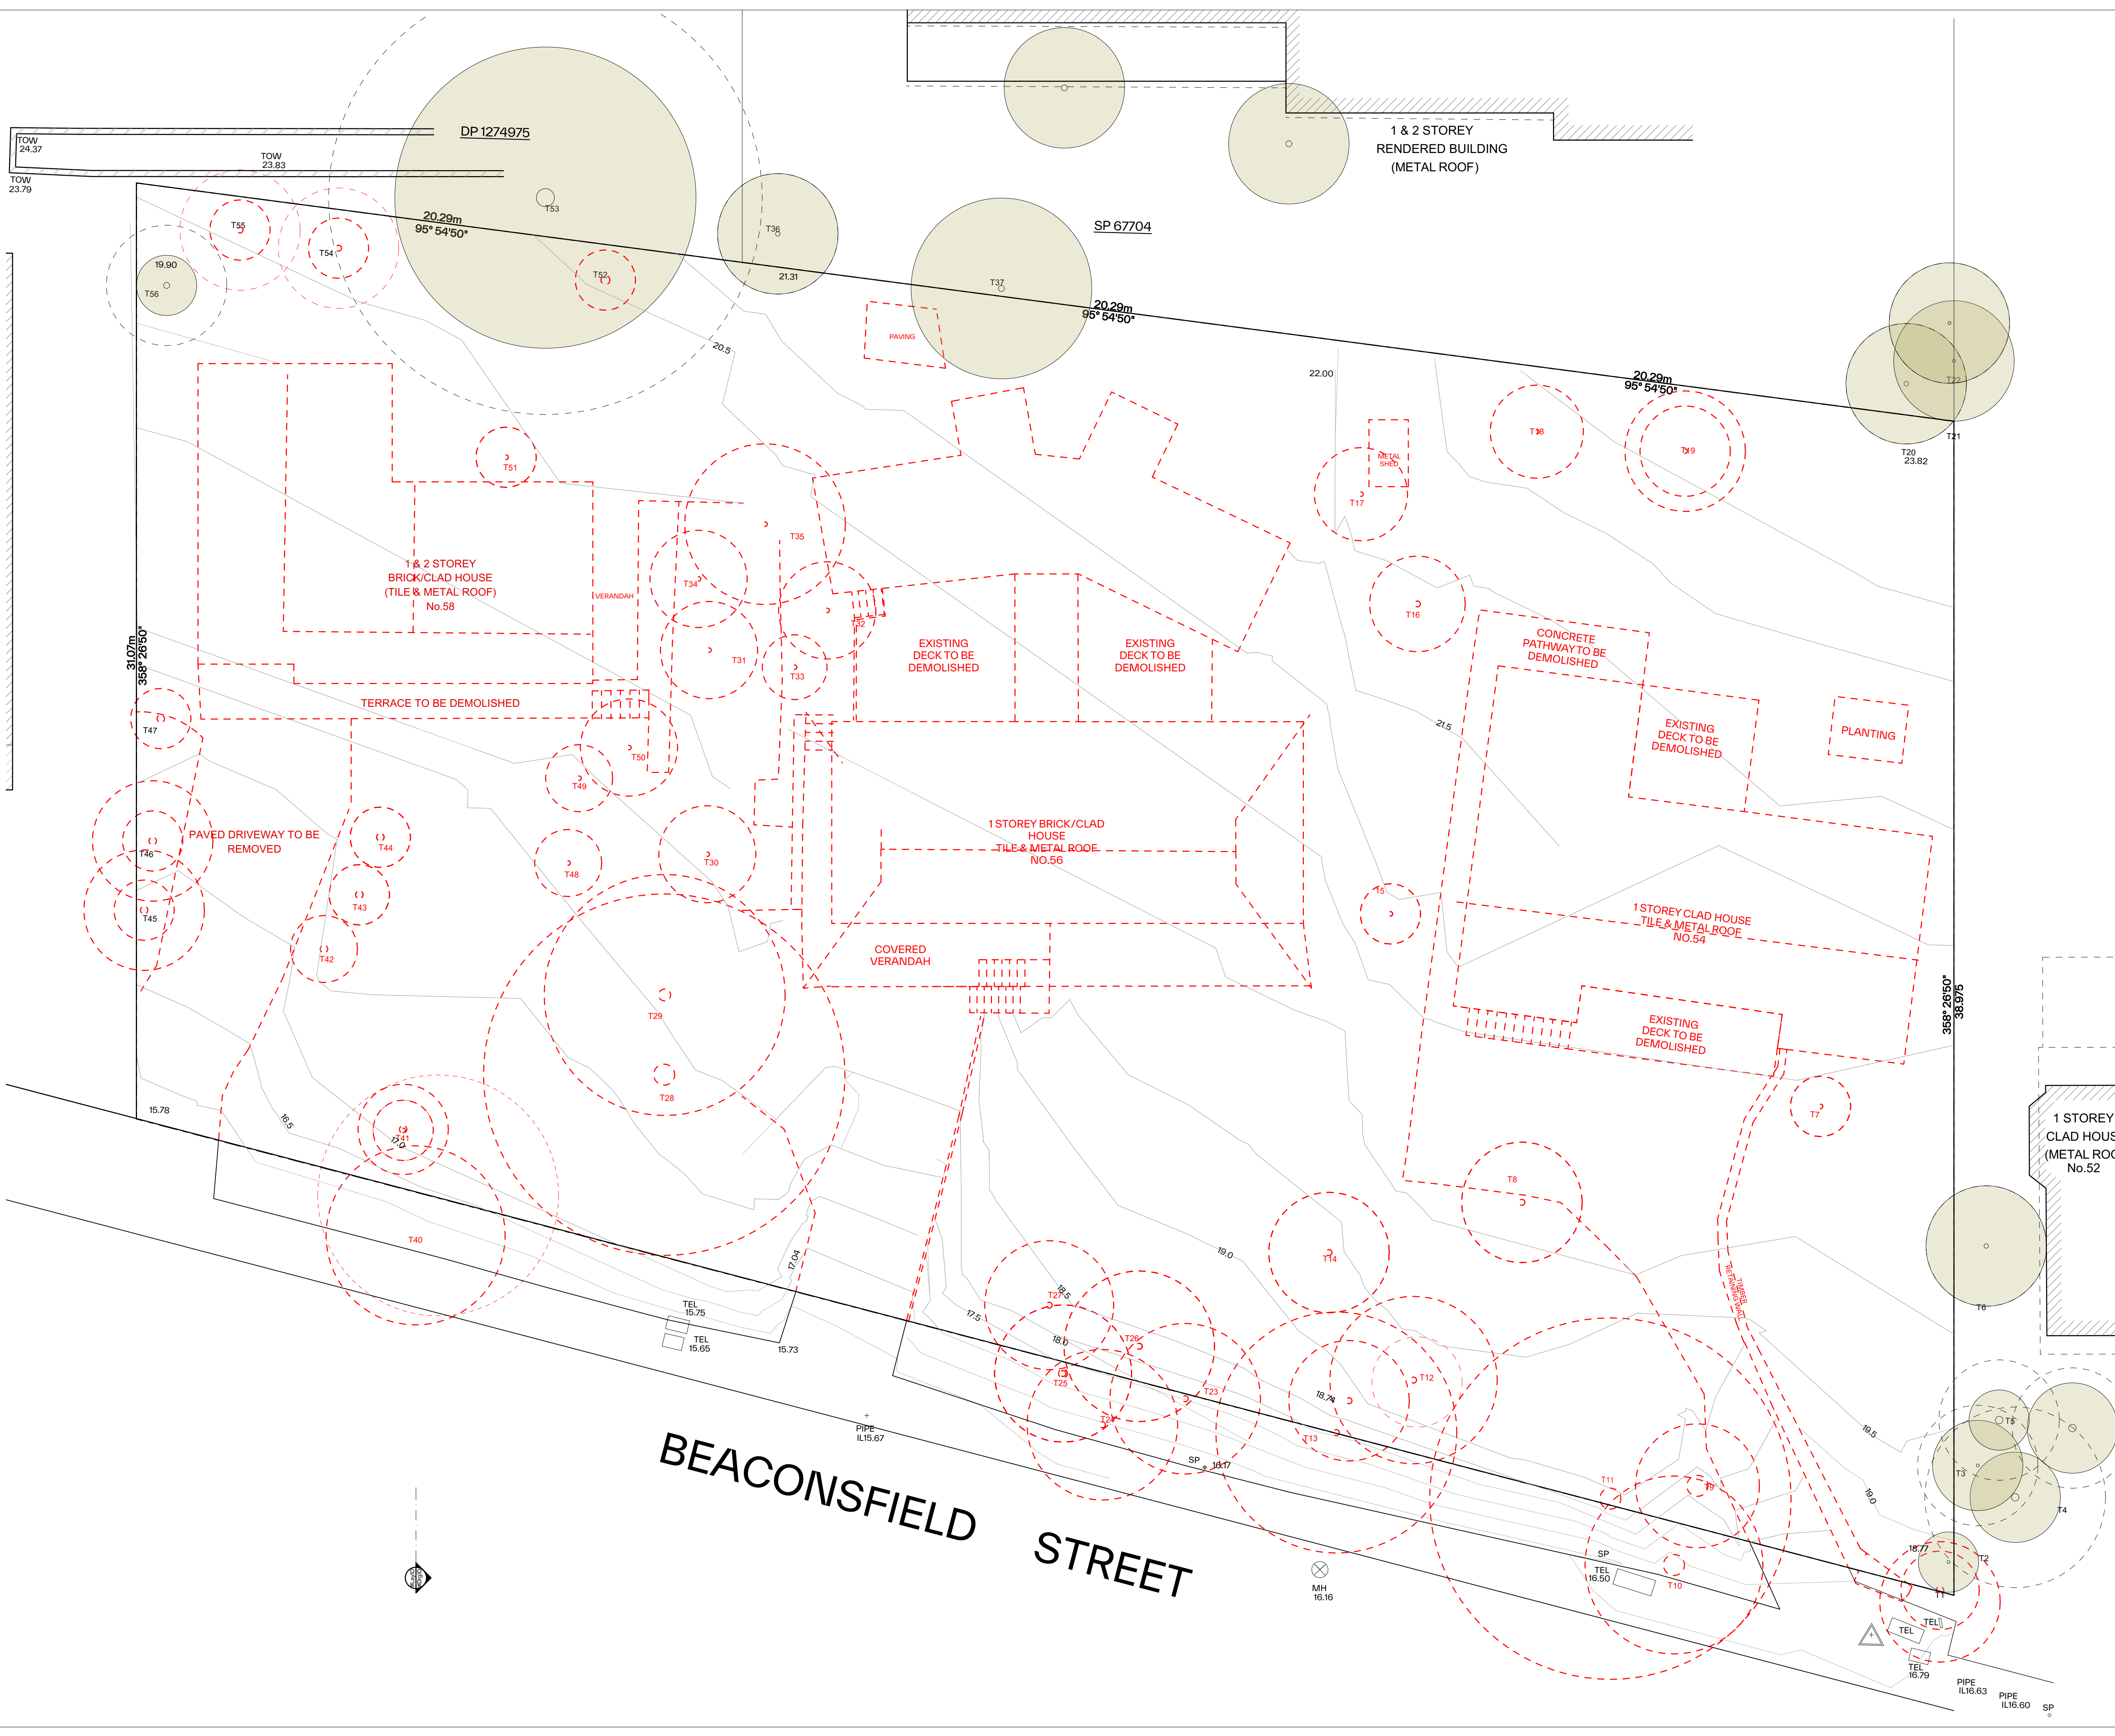 DP 1274975
TOW
24.37
TOW
23.83
TOW
23.79
1 & 2 STOREY
RENDERED BUILDING
(METAL ROOF)
SP 67704
T55
T54
T53
T52
T36
T37
19.90
T56
20.29m
95° 54'50"
21.31
20.29m
95° 54'50"
20.29m
95° 54'50"
PAVING
20.5
22.00
T22
T21
T20
23.82
T18
T19
METAL
SHED
T17
T51
T35
T34
T32
T31
T33
T16
1 & 2 STOREY
BRICK/CLAD HOUSE
(TILE & METAL ROOF)
No.58
VERANDAH
EXISTING
DECK TO BE
DEMOLISHED
EXISTING
DECK TO BE
DEMOLISHED
CONCRETE
PATHWAY TO BE
DEMOLISHED
31.07m
358° 26'50"
TERRACE TO BE DEMOLISHED
T47
T50
T49
21.5
EXISTING
DECK TO BE
DEMOLISHED
PLANTING
PAVED DRIVEWAY TO BE
REMOVED
T46
T45
T44
T43
T42
T48
T30
1 STOREY BRICK/CLAD
HOUSE
TILE & METAL ROOF
NO.56
15
1 STOREY CLAD HOUSE
TILE & METAL ROOF
NO.54
COVERED
VERANDAH
T29
T28
EXISTING
DECK TO BE
DEMOLISHED
358° 26'50"
38.975
15.78
16.5
T41
17.0
T40
T7
T8
1 STOREY
CLAD HOUS
(METAL ROO
No.52
T14
19.0
17.04
TIMBER
RETAINING WALL
T6
TEL
15.75
TEL
15.65
15.73
T27
18.5
17.5
18.0
T26
T25
T24
T23
T12
18.74
T13
19.5
T5
T3
T4
19.0
PIPE
IL15.67
SP
16.17
T11
T9
BEACONSFIELD STREET
MH
16.16
SP
TEL
16.50
T10
18.77
T2
T1
TEL
TEL
TEL
16.79
PIPE
IL16.63
PIPE
IL16.60
SP